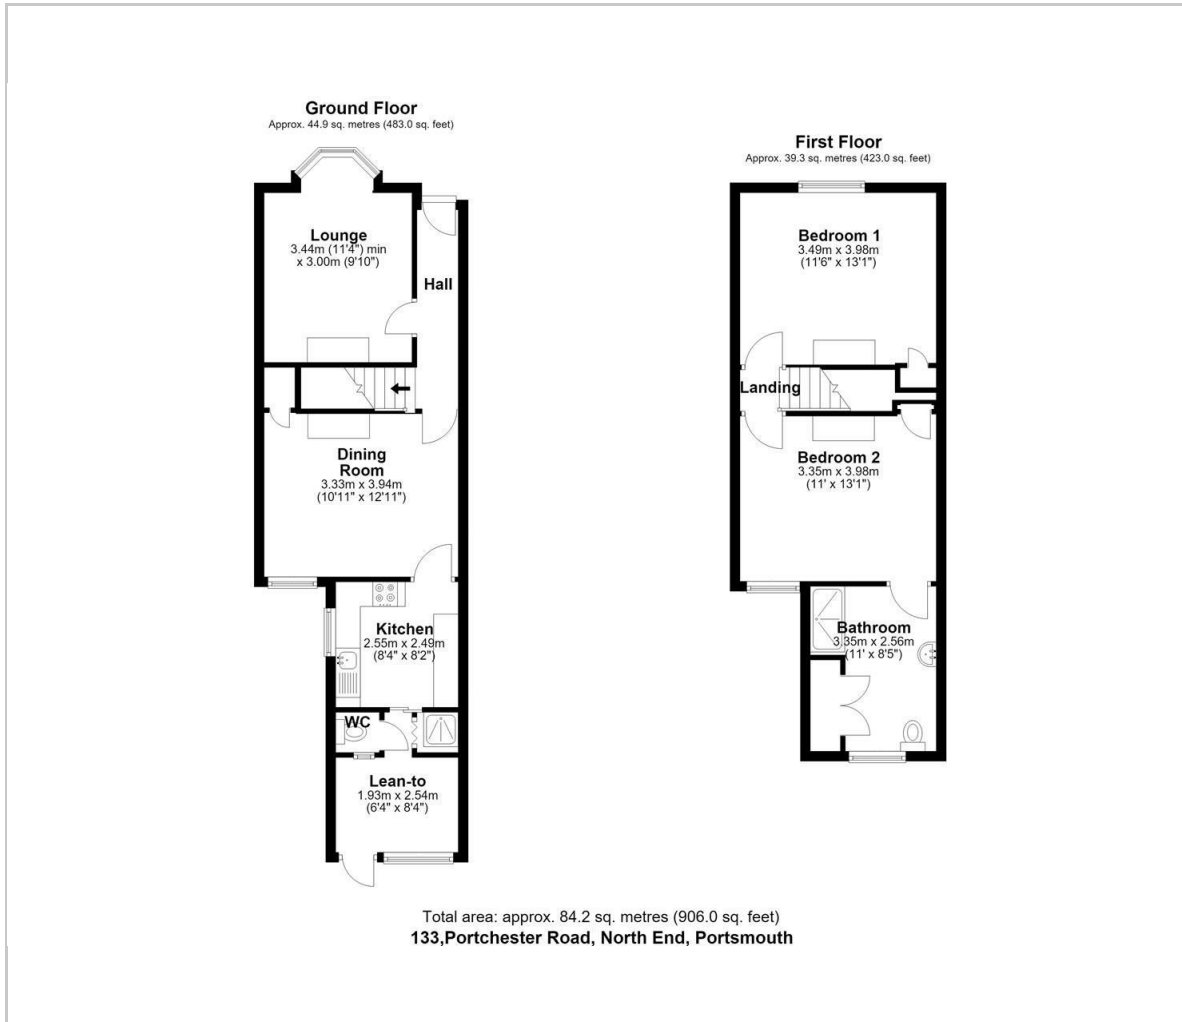 Ground Floor
Approx. 44.9 sq. metres (483.0 sq. feet)
Lounge
3.44m (11'4") min
x 3.00m (9'10")
Hall
Dining
Room
3.33m x 3.94m
(10'11" x 12'11")
Kitchen
2.55m x 2.49m
(8'4" x 8'2")
WC
Lean-to
1.93m x 2.54m
(6'4" x 8'4")
First Floor
Approx. 39.3 sq. metres (423.0 sq. feet)
Bedroom 1
3.49m x 3.98m
(11'6" x 13'1")
Landing
Bedroom 2
3.35m x 3.98m
(11' x 13'1")
Bathroom
3.35m x 2.56m
(11' x 8'5")
Total area: approx. 84.2 sq. metres (906.0 sq. feet)
133,Portchester Road, North End, Portsmouth